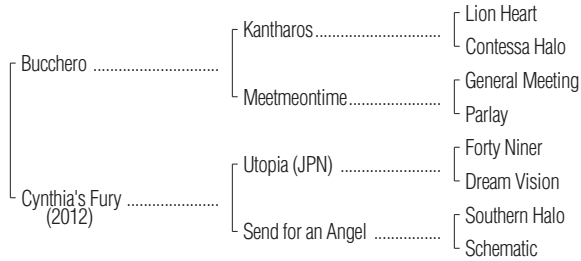 Lion Heart
Kantharos
Contessa Halo
Bucchero
General Meeting
Meetmeontime
Parlay
Forty Niner
Utopia (JPN)
Dream Vision
Cynthia's Fury
(2012)
Southern Halo
Send for an Angel
Schematic